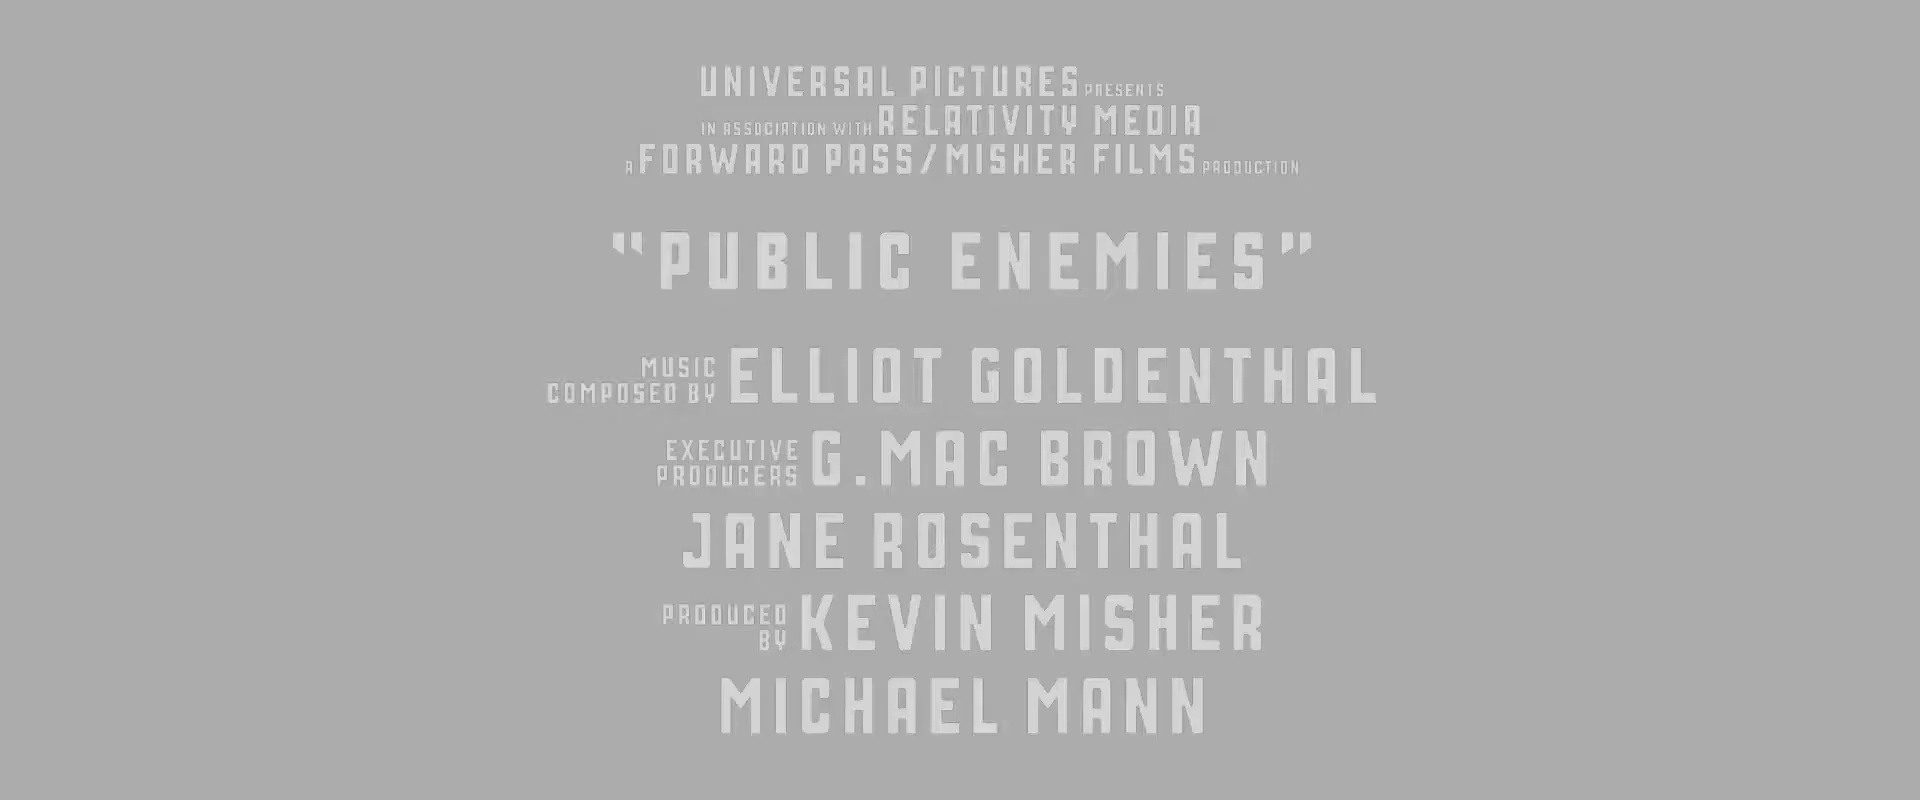 UNIVERSAL PICTURES PRESENTS
IN ASSOCIATION WITH RELATIVITY MEDIA
A FORWARD PASS/MISHER FILMS PRODUCTION
"PUBLIC ENEMIES"
MUSIC COMPOSED BY ELLIOT GOLDENTHAL
EXECUTIVE PRODUCERS G. MAC BROWN
JANE ROSENTHAL
PRODUCED BY KEVIN MISHER
MICHAEL MANN